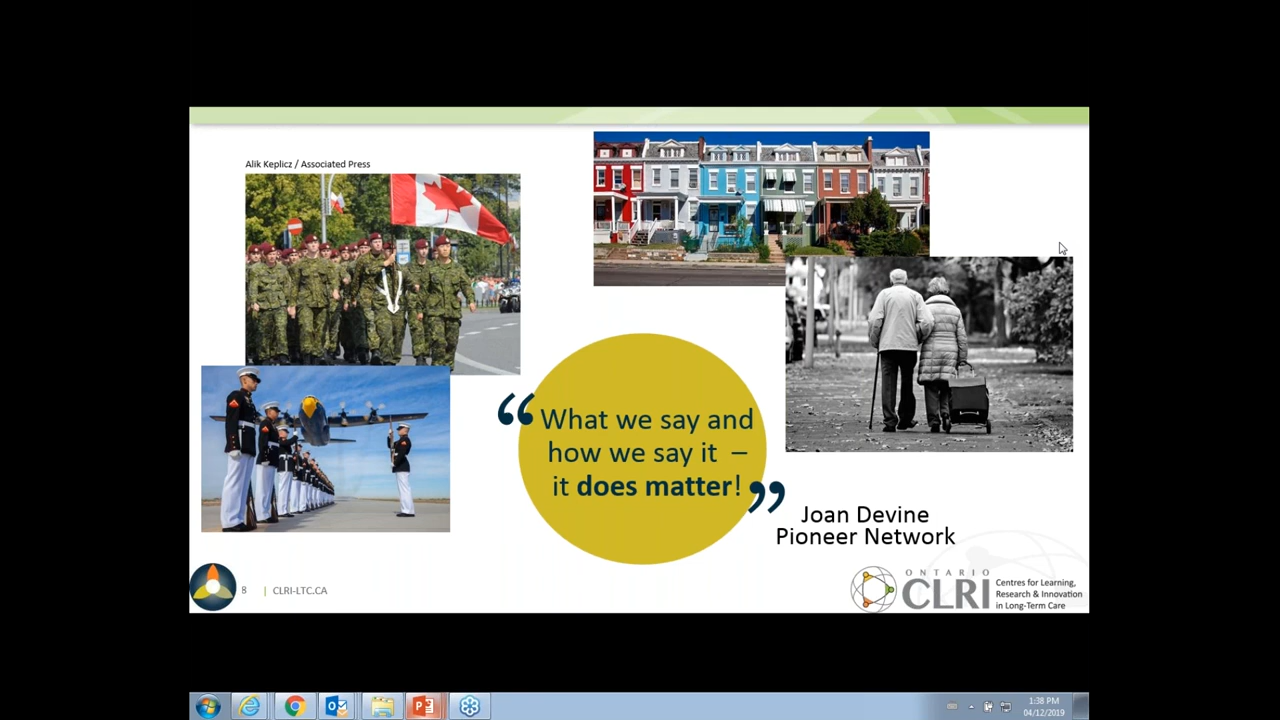 Alik Keplicz / Associated Press
“What we say and
how we say it –
it does matter!”
Joan Devine
Pioneer Network
8 | CLRI-LTC.CA
ONTARIO
CLRI
Centres for Learning,
Research & Innovation
in Long-Term Care
1:38 PM
04/12/2019